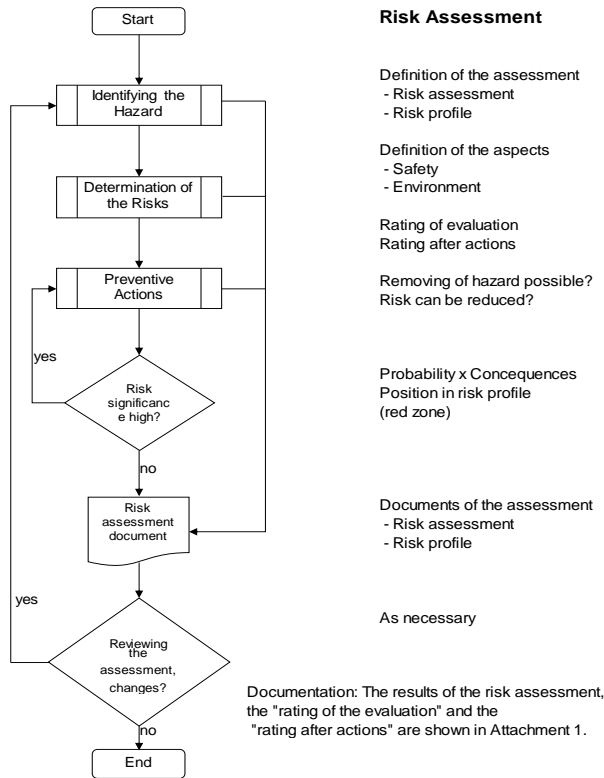 Start
Risk Assessment
Identifying the
Hazard
Definition of the assessment
- Risk assessment
- Risk profile
Determination of
the Risks
Definition of the aspects
- Safety
- Environment
Rating of evaluation
Rating after actions
Preventive
Actions
Removing of hazard possible?
Risk can be reduced?
yes
Risk
significanc
e high?
Probability x Concequences
Position in risk profile
(red zone)
no
Risk
assessment
document
Documents of the assessment
- Risk assessment
- Risk profile
yes
Reviewing
the
assessment,
changes?
As necessary
Documentation: The results of the risk assessment,
the "rating of the evaluation" and the
"rating after actions" are shown in Attachment 1.
no
End